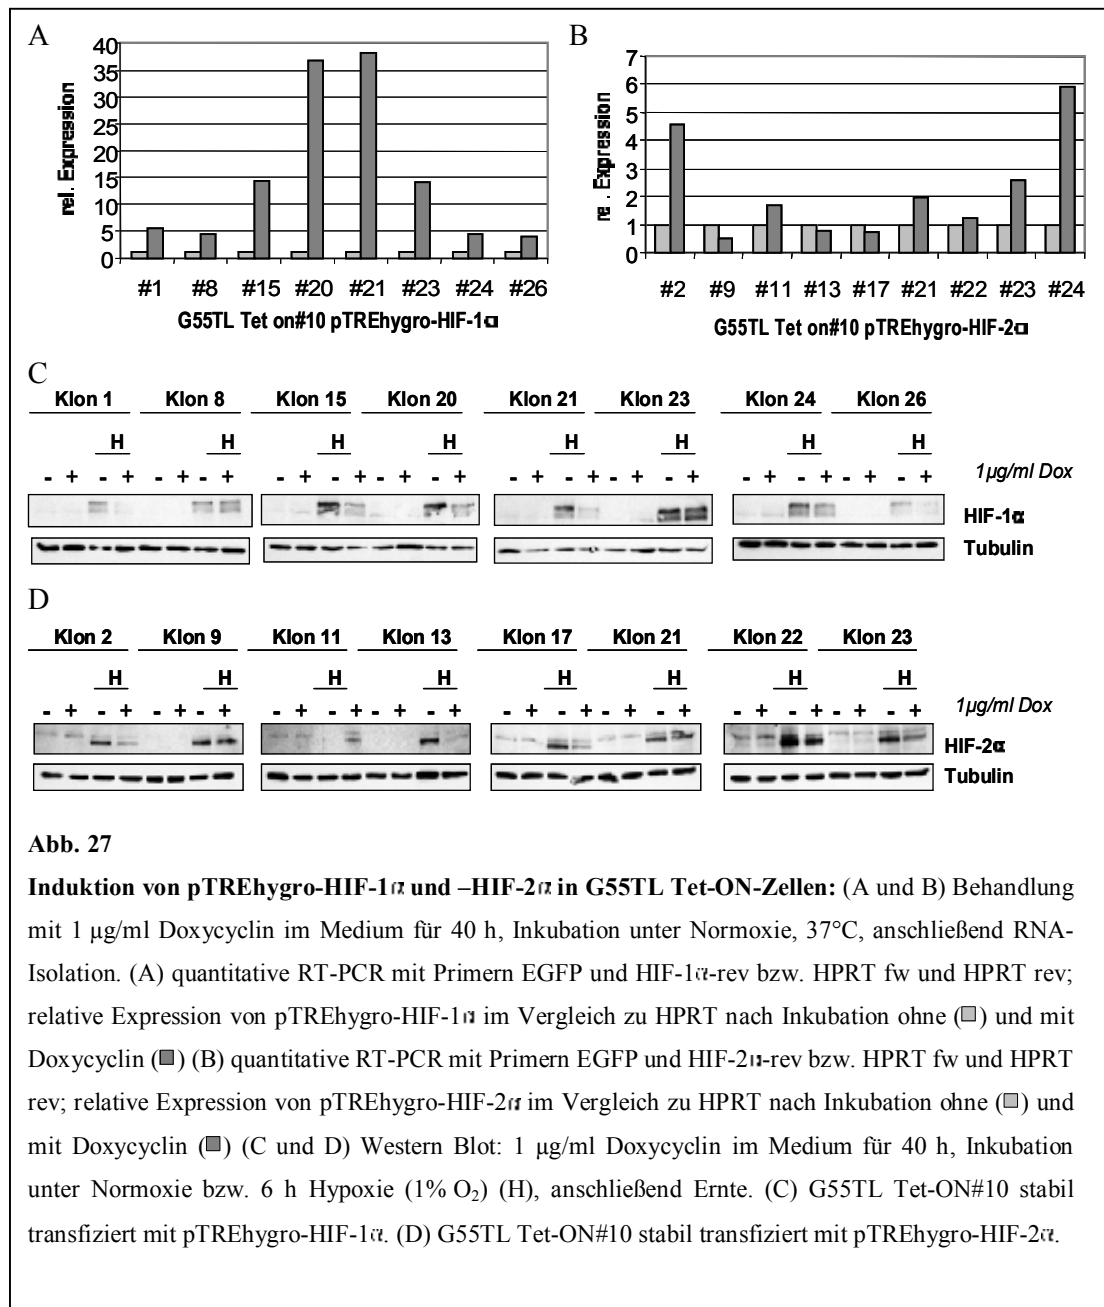 A
B
40
35
30
25
20
15
10
5
0
rel. Expression
#1 #8 #15 #20 #21 #23 #24 #26
G55TL Tet on#10 pTREhygro-HIF-1α
7
6
5
4
3
2
1
0
re . Expression
#2 #9 #11 #13 #17 #21 #22 #23 #24
G55TL Tet on#10 pTREhygro-HIF-2α
C
Klon 1 Klon 8 Klon 15 Klon 20 Klon 21 Klon 23 Klon 24 Klon 26
H H H H H H H H
- + - + - + - + - + - + - + - + - + - + - + - + - + - + - + - + 1µg/ml Dox
HIF-1α
Tubulin
D
Klon 2 Klon 9 Klon 11 Klon 13 Klon 17 Klon 21 Klon 22 Klon 23
H H H H H H H H
- + - + - + - + - + - + - + - + - + - + - + - + - + - + - + - + 1µg/ml Dox
HIF-2α
Tubulin
Abb. 27
Induktion von pTREhygro-HIF-1α und –HIF-2α in G55TL Tet-ON-Zellen: (A und B) Behandlung
mit 1 µg/ml Doxycyclin im Medium für 40 h, Inkubation unter Normoxie, 37°C, anschließend RNA-
Isolation. (A) quantitative RT-PCR mit Primern EGFP und HIF-1α-rev bzw. HPRT fw und HPRT rev;
relative Expression von pTREhygro-HIF-1α im Vergleich zu HPRT nach Inkubation ohne (■) und mit
Doxycyclin (■) (B) quantitative RT-PCR mit Primern EGFP und HIF-2α-rev bzw. HPRT fw und HPRT
rev; relative Expression von pTREhygro-HIF-2α im Vergleich zu HPRT nach Inkubation ohne (■) und
mit Doxycyclin (■) (C und D) Western Blot: 1 µg/ml Doxycyclin im Medium für 40 h, Inkubation
unter Normoxie bzw. 6 h Hypoxie (1% O₂) (H), anschließend Ernte. (C) G55TL Tet-ON#10 stabil
transfiziert mit pTREhygro-HIF-1α. (D) G55TL Tet-ON#10 stabil transfiziert mit pTREhygro-HIF-2α.